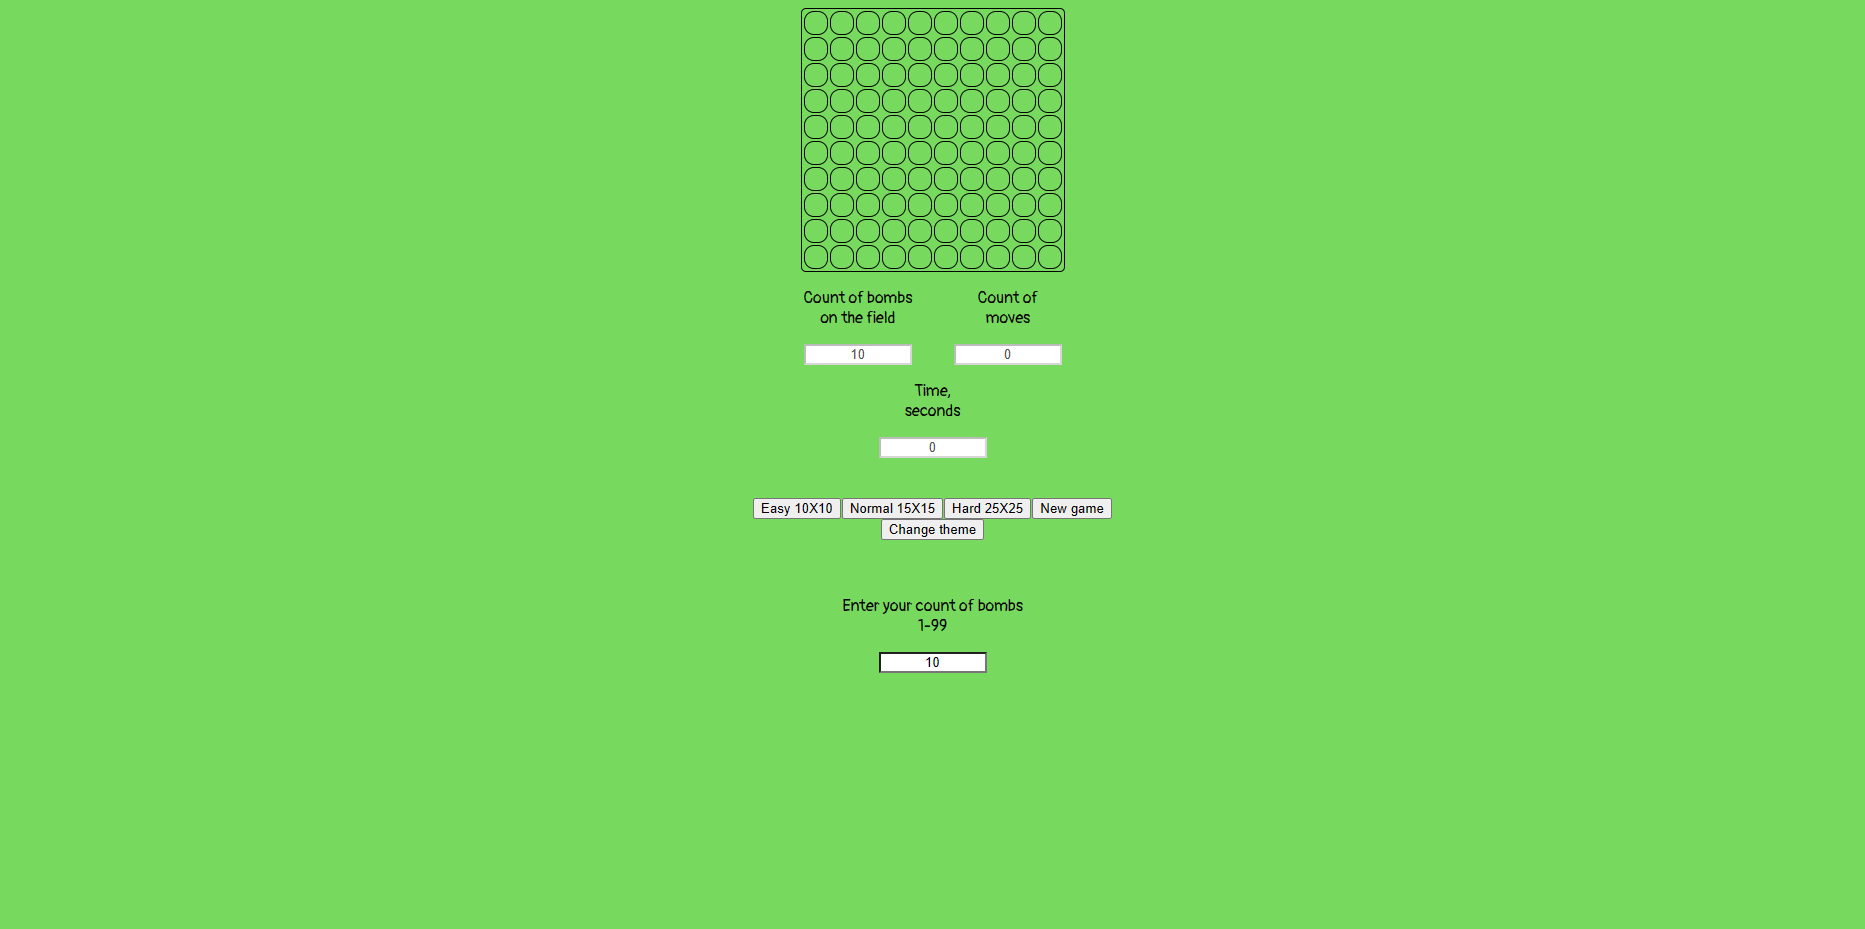 Count of bombs
on the field
Count of
moves
10
0
Time,
seconds
0
Easy 10X10 Normal 15X15 Hard 25X25 New game
Change theme
Enter your count of bombs
1-99
10